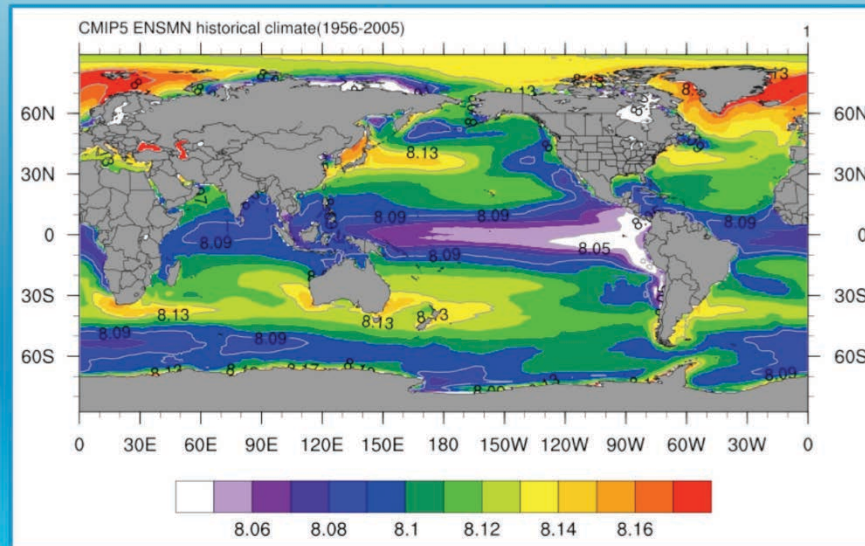 CMIP5 ENSMN historical climate(1956-2005) 1
8.13
60N 60N
8.13
30N 30N
8.09 8.09
0 8.09 8.05 0
8.09
30S 30S
8.13
8.09 8.09
60S 60S
8.09
0 30E 60E 90E 120E 150E 180 150W 120W 90W 60W 30W 0
8.06 8.08 8.1 8.12 8.14 8.16